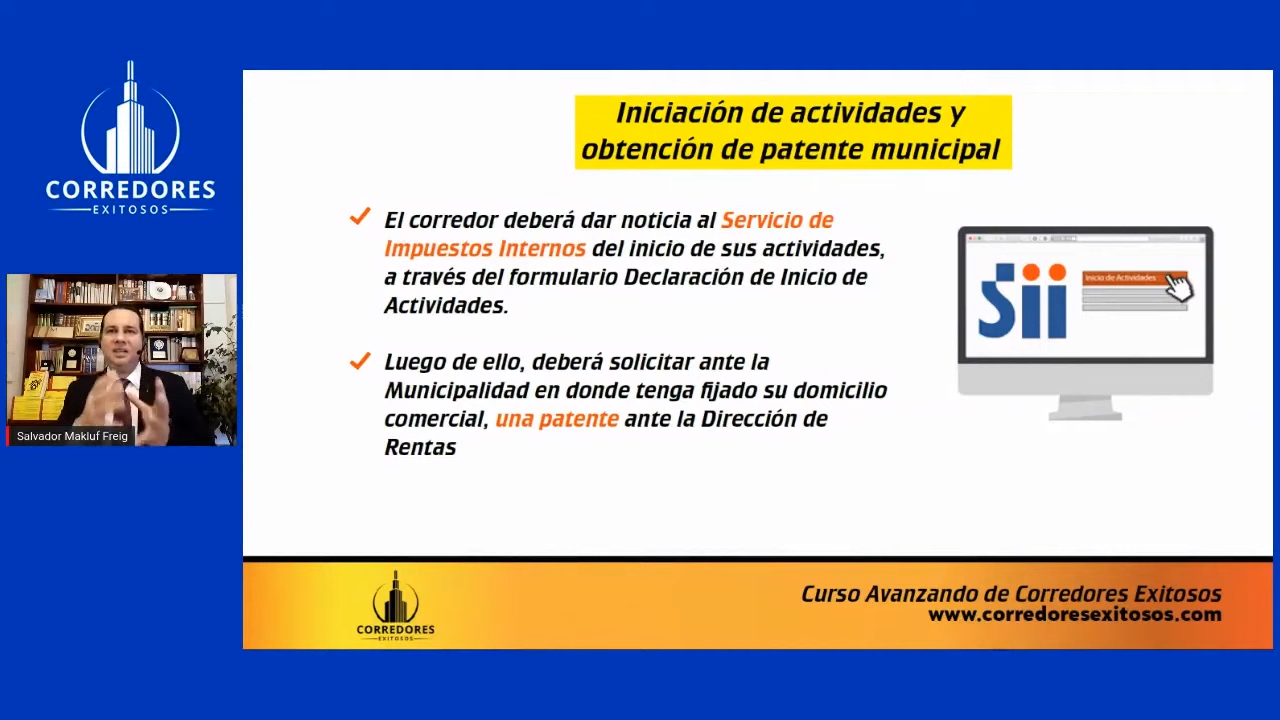 CORREDORES
EXITOSOS
Salvador Makluf Freig
Iniciación de actividades y
obtención de patente municipal
El corredor deberá dar noticia al Servicio de
Impuestos Internos del inicio de sus actividades,
a través del formulario Declaración de Inicio de
Actividades.
Luego de ello, deberá solicitar ante la
Municipalidad en donde tenga fijado su domicilio
comercial, una patente ante la Dirección de
Rentas
Sii
Inicio de Actividades
CORREDORES
EXITOSOS
Curso Avanzando de Corredores Exitosos
www.corredoresexitosos.com